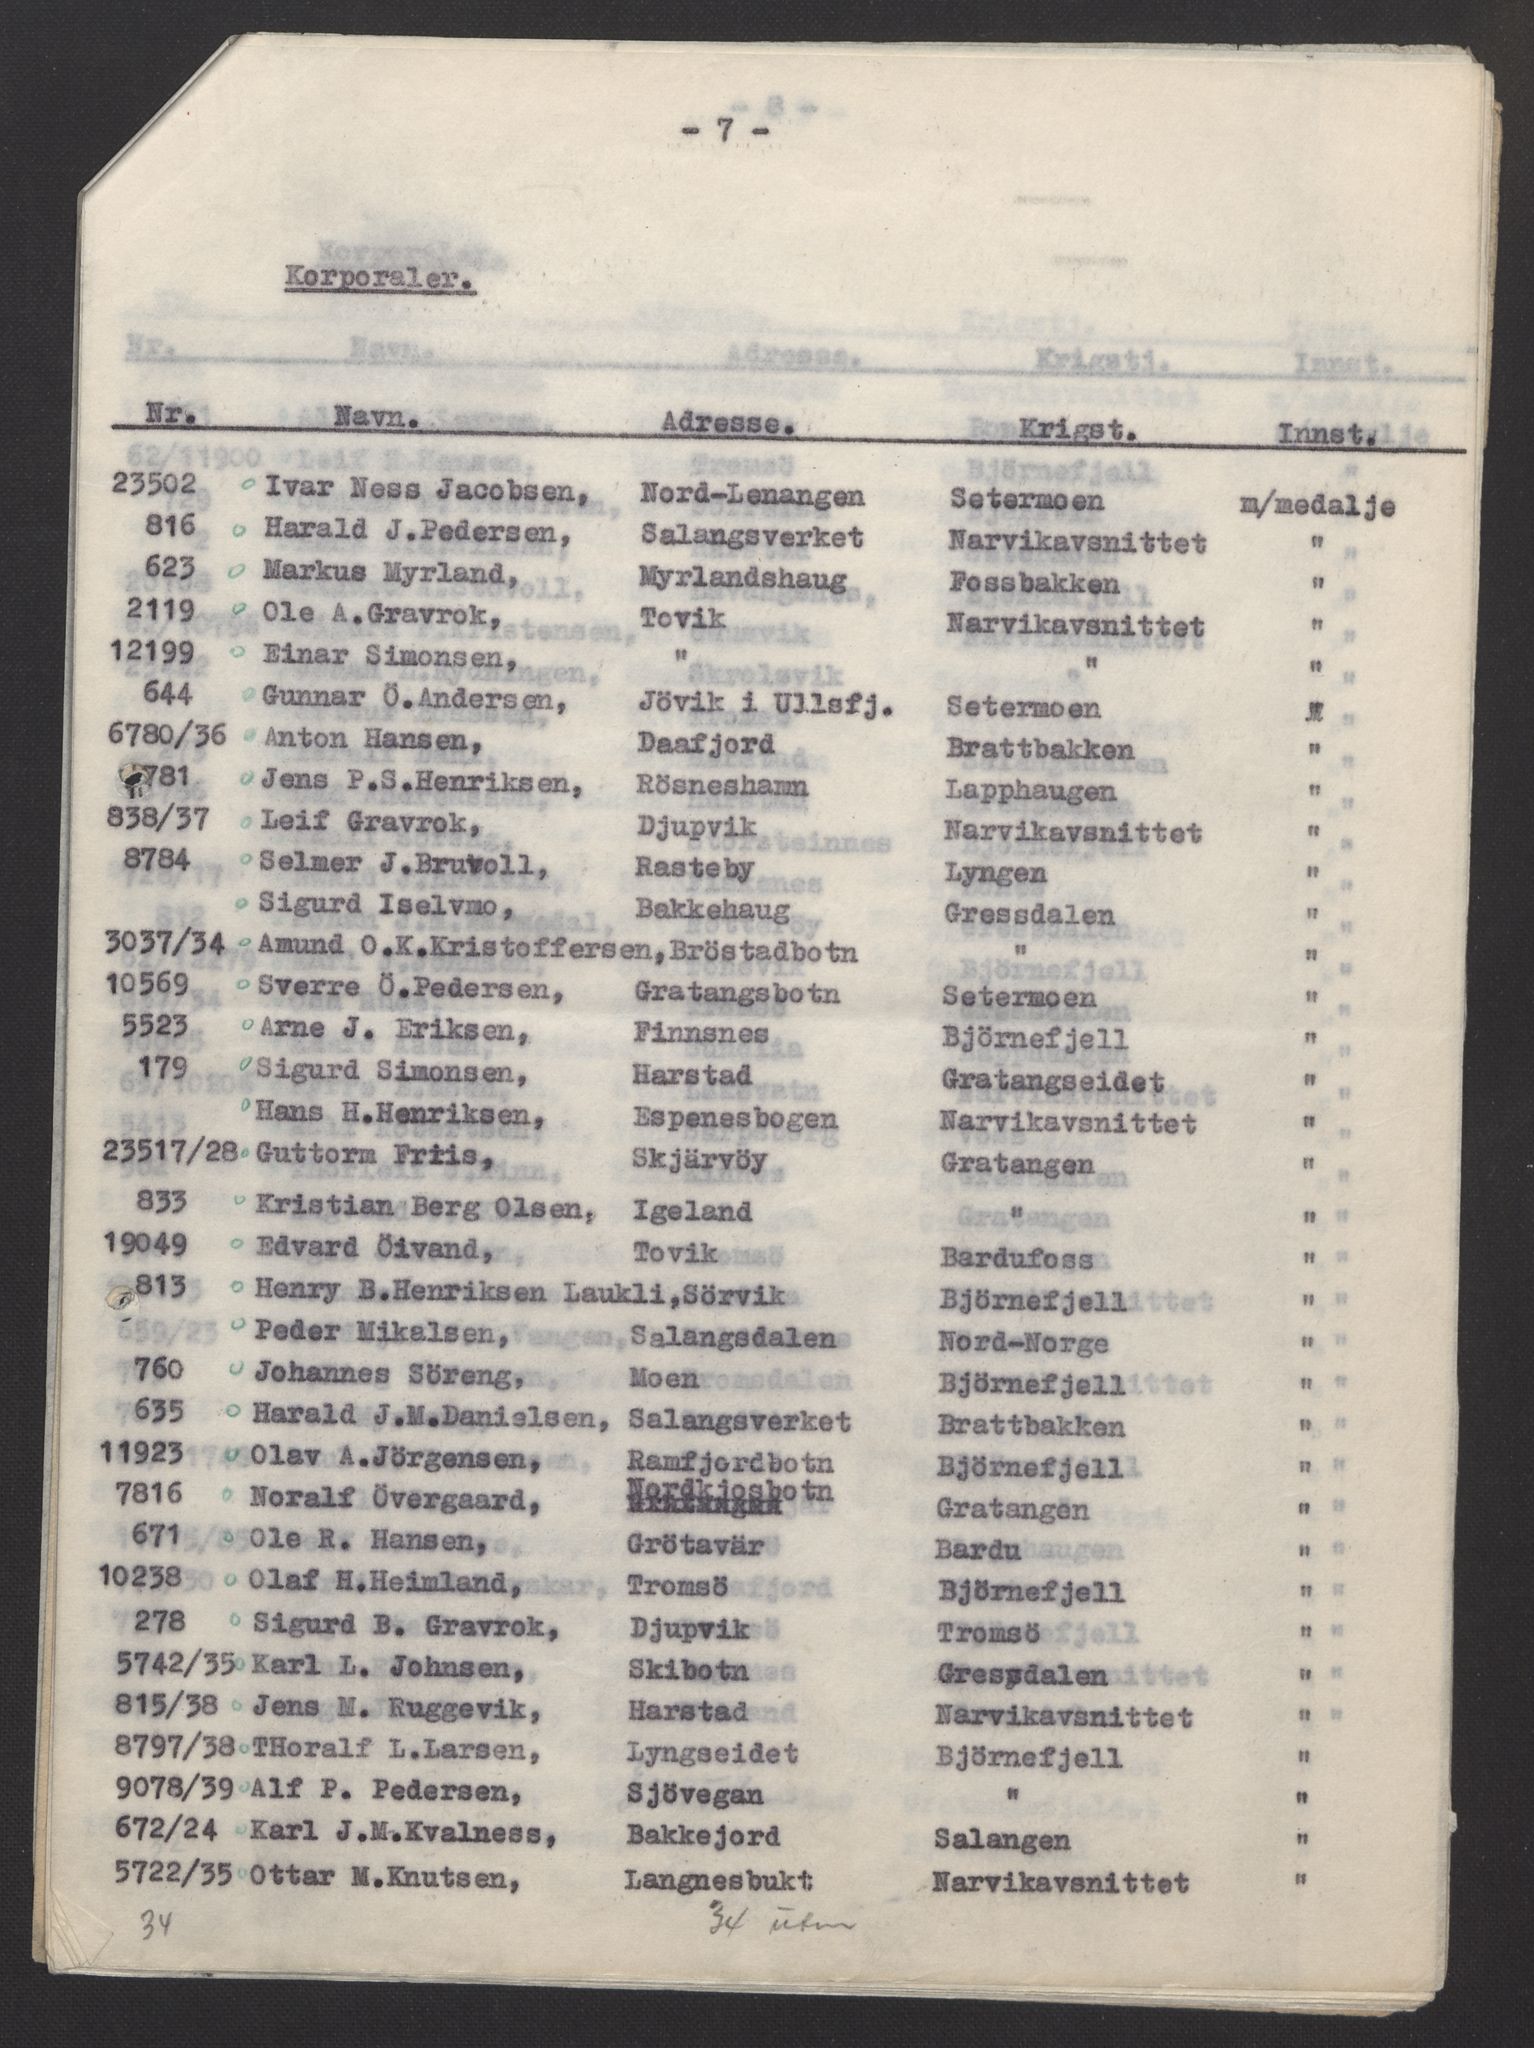 - 7 -
Korporaler.
Nr. Navn. Adresse. Krigst. Innst.
23502 Ivar Ness Jacobsen, Nord-Lenangen Setermoen m/medalje
816 Harald J.Pedersen, Salangsverket Narvikavsnittet "
623 Markus Myrland, Myrlandshaug Fossbakken "
2119 Ole A.Gravrok, Tovik Narvikavsnittet "
12199 Einar Simonsen, " " "
644 Gunnar Ö.Andersen, Jövik i Ullsfj. Setermoen "
6780/36 Anton Hansen, Daafjord Brattbakken "
781 Jens P.S.Henriksen, Rösneshamn Lapphaugen "
838/37 Leif Gravrok, Djupvik Narvikavsnittet "
8784 Selmer J.Bruvoll, Rasteby Lyngen "
Sigurd Iselvmo, Bakkehaug Gressdalen "
3037/34 Amund O.K.Kristoffersen, Bröstadbotn " "
10569 Sverre Ö.Pedersen, Gratangsbotn Setermoen "
5523 Arne J. Eriksen, Finnsnes Björnefjell "
179 Sigurd Simonsen, Harstad Gratangseidet "
Hans H.Henriksen, Espenesbogen Narvikavsnittet "
23517/28 Guttorm Friis, Skjärvöy Gratangen "
833 Kristian Berg Olsen, Igeland " "
19049 Edvard Öivand, Tovik Bardufoss "
813 Henry B.Henriksen Laukli, Sörvik Björnefjell "
Peder Mikalsen, Salangsdalen Nord-Norge "
760 Johannes Söreng, Moen Björnefjell "
635 Harald J.M.Danielsen, Salangsverket Brattbakken "
11923 Olav A.Jörgensen, Ramfjordbotn Björnefjell "
7816 Noralf Övergaard, Nordkjosbotn Gratangen "
671 Ole R. Hansen, Grötavär Bardu "
10238 Olaf H.Heimland, Tromsö Björnefjell "
278 Sigurd B. Gravrok, Djupvik Tromsö "
5742/35 Karl L. Johnsen, Skibotn Gressdalen "
815/38 Jens M. Ruggevik, Harstad Narvikavsnittet "
8797/38 THoralf L.Larsen, Lyngseidet Björnefjell "
9078/39 Alf P. Pedersen, Sjövegan " "
672/24 Karl J.M.Kvalness, Bakkejord Salangen "
5722/35 Ottar M.Knutsen, Langnesbukt Narvikavsnittet "
34 34